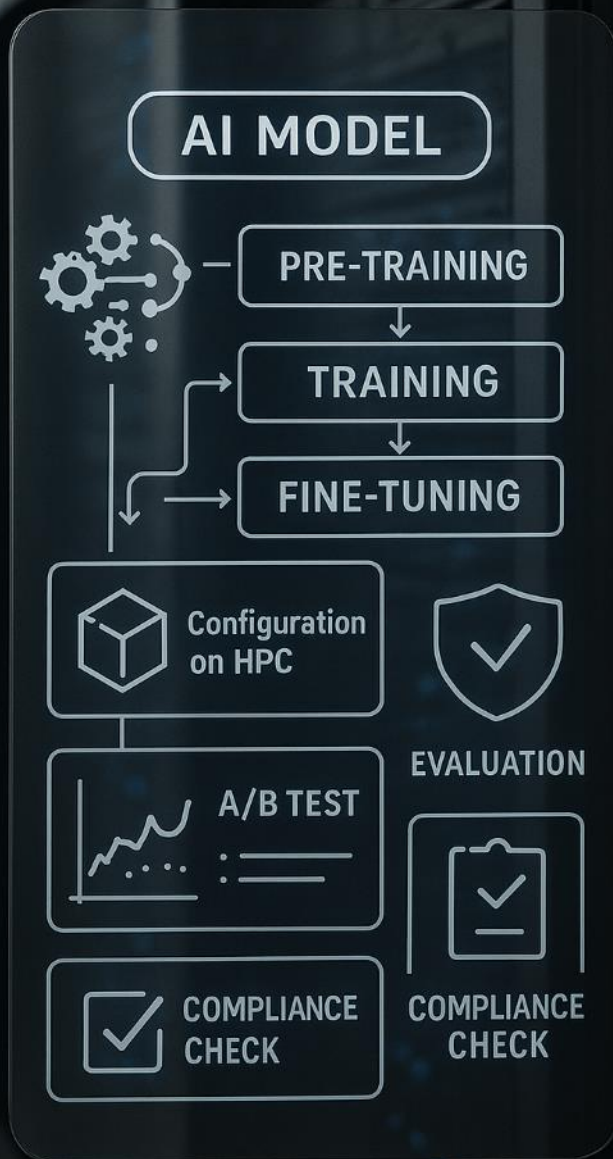 AI MODEL
PRE-TRAINING
TRAINING
FINE-TUNING
Configuration
on HPC
EVALUATION
A/B TEST
COMPLIANCE
CHECK
COMPLIANCE
CHECK